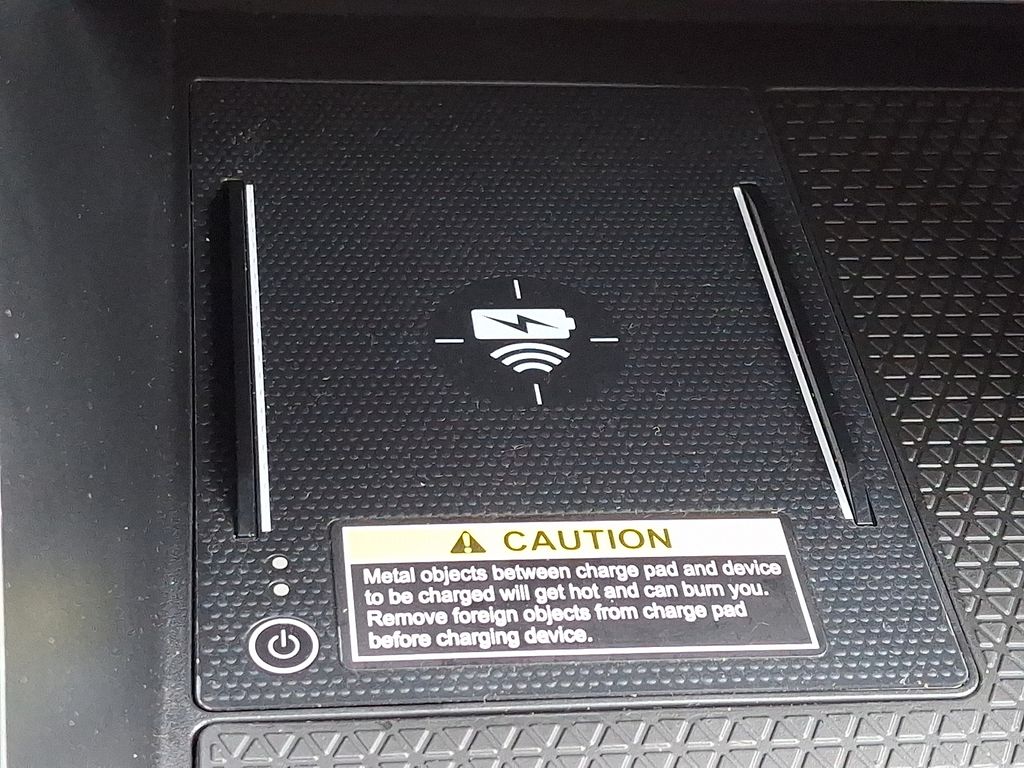 CAUTION
Metal objects between charge pad and device
to be charged will get hot and can burn you.
Remove foreign objects from charge pad
before charging device.